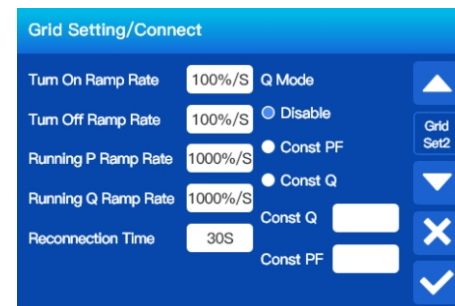 Grid Setting/Connect
Turn On Ramp Rate 100%/S
Turn Off Ramp Rate 100%/S
Running P Ramp Rate 1000%/S
Running Q Ramp Rate 1000%/S
Reconnection Time 30S
Q Mode
Disable
Const PF
Const Q
Const Q
Const PF
Grid
Set2